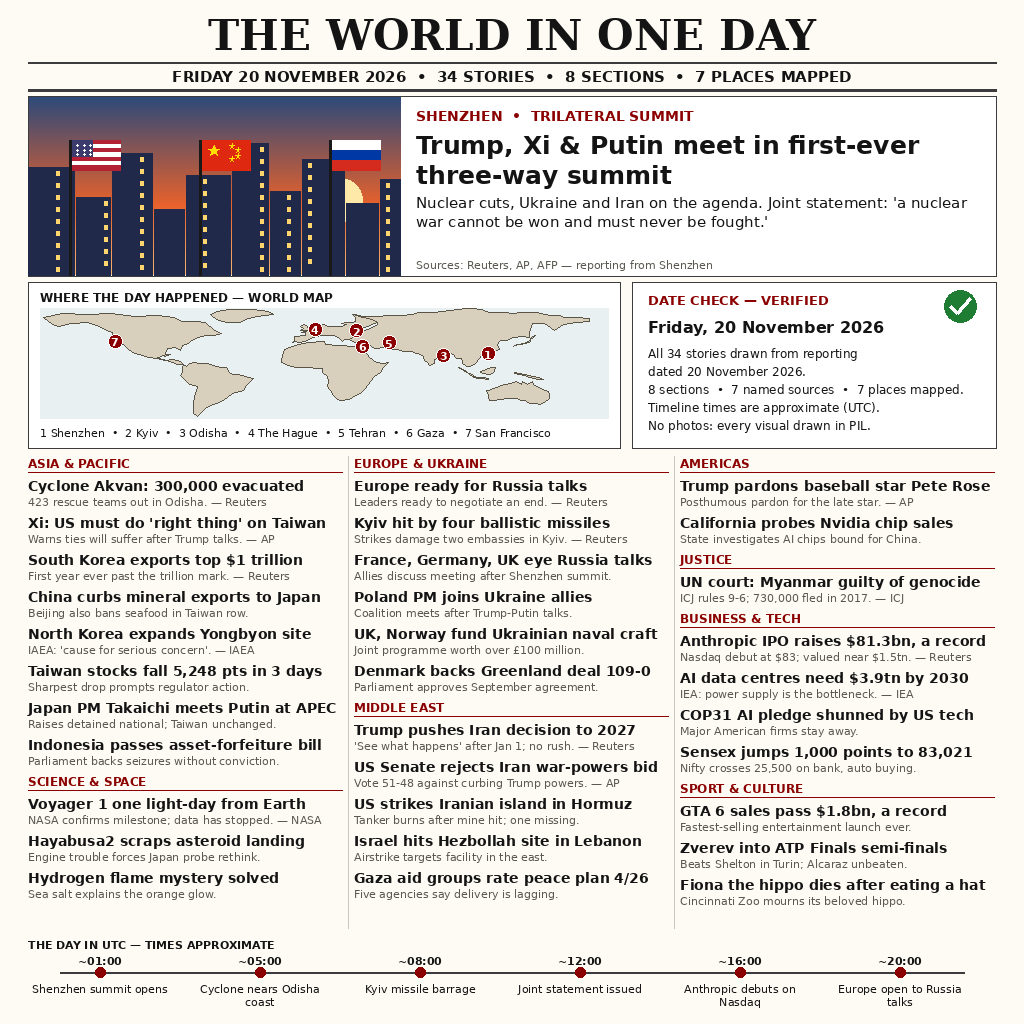 THE WORLD IN ONE DAY
FRIDAY 20 NOVEMBER 2026 • 34 STORIES • 8 SECTIONS • 7 PLACES MAPPED
SHENZHEN • TRILATERAL SUMMIT
Trump, Xi & Putin meet in first-ever
three-way summit
Nuclear cuts, Ukraine and Iran on the agenda. Joint statement: 'a nuclear
war cannot be won and must never be fought.'
Sources: Reuters, AP, AFP — reporting from Shenzhen
WHERE THE DAY HAPPENED — WORLD MAP
7
4
2
6
5
3
1
1 Shenzhen • 2 Kyiv • 3 Odisha • 4 The Hague • 5 Tehran • 6 Gaza • 7 San Francisco
DATE CHECK — VERIFIED
Friday, 20 November 2026
All 34 stories drawn from reporting
dated 20 November 2026.
8 sections • 7 named sources • 7 places mapped.
Timeline times are approximate (UTC).
No photos: every visual drawn in PIL.
ASIA & PACIFIC
Cyclone Akvan: 300,000 evacuated
423 rescue teams out in Odisha. — Reuters
Xi: US must do 'right thing' on Taiwan
Warns ties will suffer after Trump talks. — AP
South Korea exports top $1 trillion
First year ever past the trillion mark. — Reuters
China curbs mineral exports to Japan
Beijing also bans seafood in Taiwan row.
North Korea expands Yongbyon site
IAEA: 'cause for serious concern'. — IAEA
Taiwan stocks fall 5,248 pts in 3 days
Sharpest drop prompts regulator action.
Japan PM Takaichi meets Putin at APEC
Raises detained national; Taiwan unchanged.
Indonesia passes asset-forfeiture bill
Parliament backs seizures without conviction.
SCIENCE & SPACE
Voyager 1 one light-day from Earth
NASA confirms milestone; data has stopped. — NASA
Hayabusa2 scraps asteroid landing
Engine trouble forces Japan probe rethink.
Hydrogen flame mystery solved
Sea salt explains the orange glow.
EUROPE & UKRAINE
Europe ready for Russia talks
Leaders ready to negotiate an end. — Reuters
Kyiv hit by four ballistic missiles
Strikes damage two embassies in Kyiv. — Reuters
France, Germany, UK eye Russia talks
Allies discuss meeting after Shenzhen summit.
Poland PM joins Ukraine allies
Coalition meets after Trump-Putin talks.
UK, Norway fund Ukrainian naval craft
Joint programme worth over £100 million.
Denmark backs Greenland deal 109-0
Parliament approves September agreement.
MIDDLE EAST
Trump pushes Iran decision to 2027
'See what happens' after Jan 1; no rush. — Reuters
US Senate rejects Iran war-powers bid
Vote 51-48 against curbing Trump powers. — AP
US strikes Iranian island in Hormuz
Tanker burns after mine hit; one missing.
Israel hits Hezbollah site in Lebanon
Airstrike targets facility in the east.
Gaza aid groups rate peace plan 4/26
Five agencies say delivery is lagging.
AMERICAS
Trump pardons baseball star Pete Rose
Posthumous pardon for the late star. — AP
California probes Nvidia chip sales
State investigates AI chips bound for China.
JUSTICE
UN court: Myanmar guilty of genocide
ICJ rules 9-6; 730,000 fled in 2017. — ICJ
BUSINESS & TECH
Anthropic IPO raises $81.3bn, a record
Nasdaq debut at $83; valued near $1.5tn. — Reuters
AI data centres need $3.9tn by 2030
IEA: power supply is the bottleneck. — IEA
COP31 AI pledge shunned by US tech
Major American firms stay away.
Sensex jumps 1,000 points to 83,021
Nifty crosses 25,500 on bank, auto buying.
SPORT & CULTURE
GTA 6 sales pass $1.8bn, a record
Fastest-selling entertainment launch ever.
Zverev into ATP Finals semi-finals
Beats Shelton in Turin; Alcaraz unbeaten.
Fiona the hippo dies after eating a hat
Cincinnati Zoo mourns its beloved hippo.
THE DAY IN UTC — TIMES APPROXIMATE
~01:00 ~05:00 ~08:00 ~12:00 ~16:00 ~20:00
Shenzhen summit opens
Cyclone nears Odisha
coast
Kyiv missile barrage
Joint statement issued
Anthropic debuts on
Nasdaq
Europe open to Russia
talks